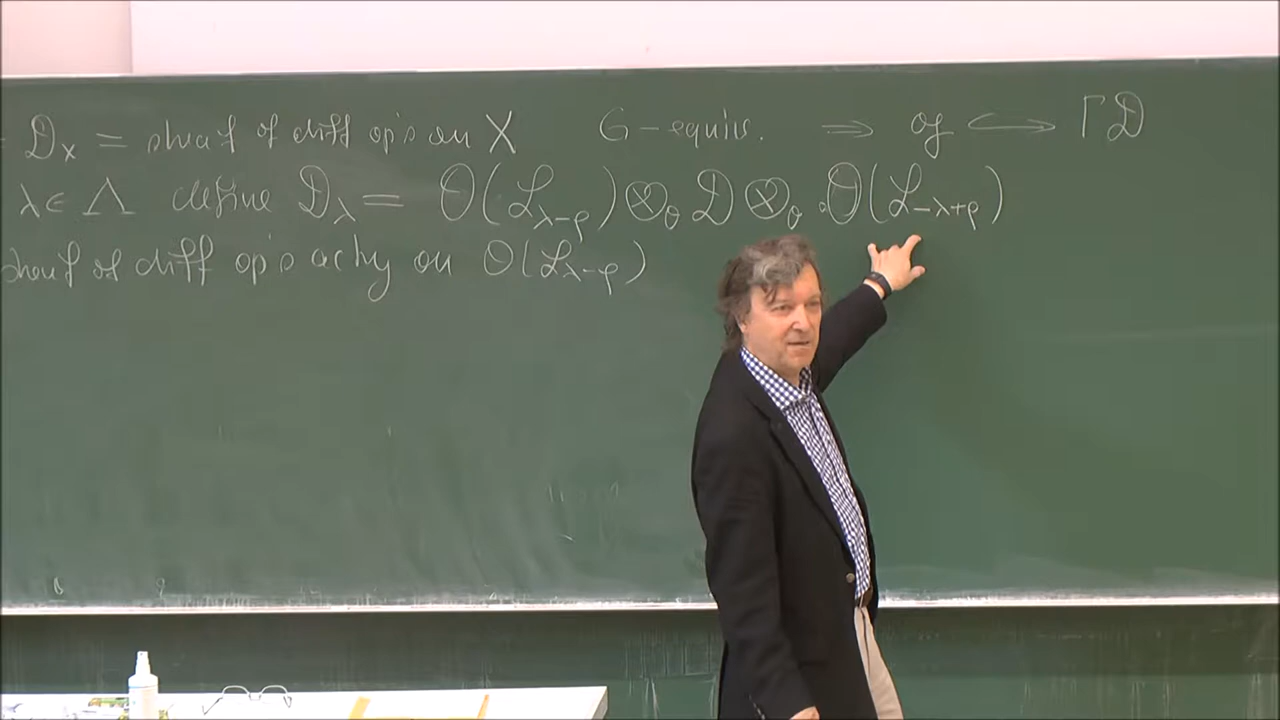 D_X = sheaf of diff op's on X G-equiv. ⟹ 𝔤 ↪ ΓD
λ ∈ Λ define D_λ = O(L_{λ-ρ}) ⊗_O D ⊗_O O(L_{-λ+ρ})
sheaf of diff op's acting on O(L_{λ-ρ})